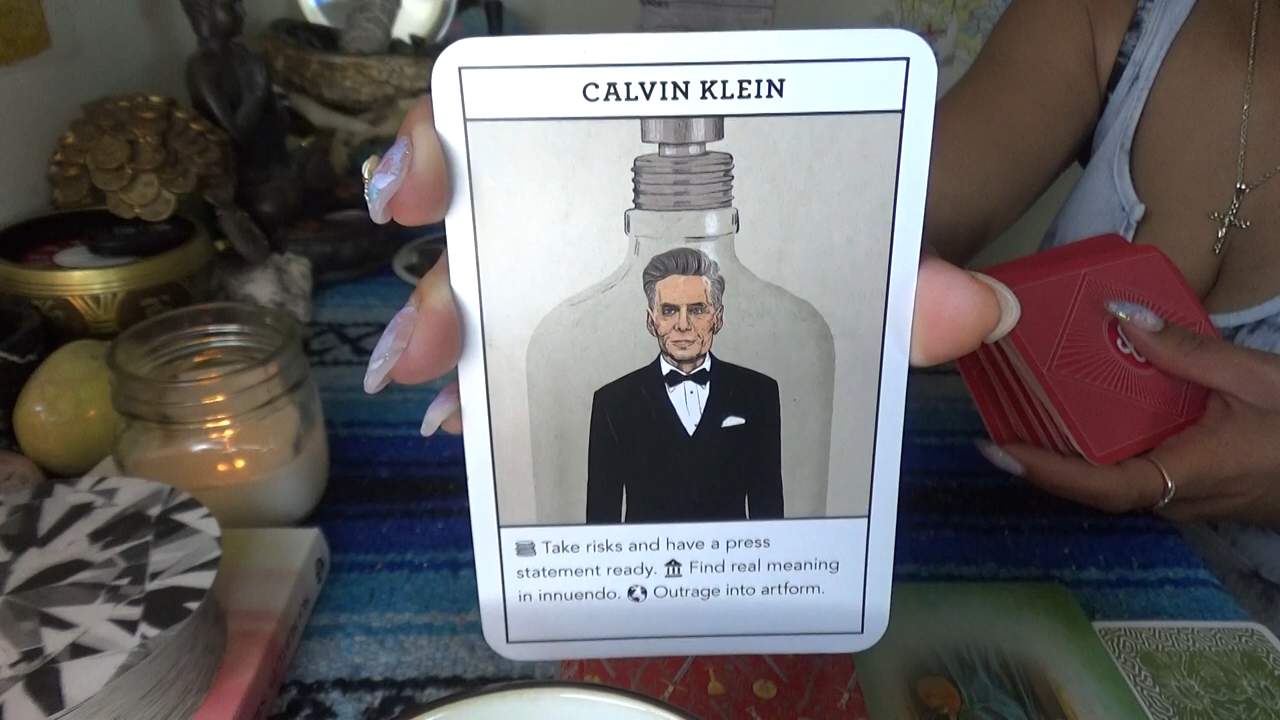 CALVIN KLEIN
Take risks and have a press
statement ready. Find real meaning
in innuendo. Outrage into artform.